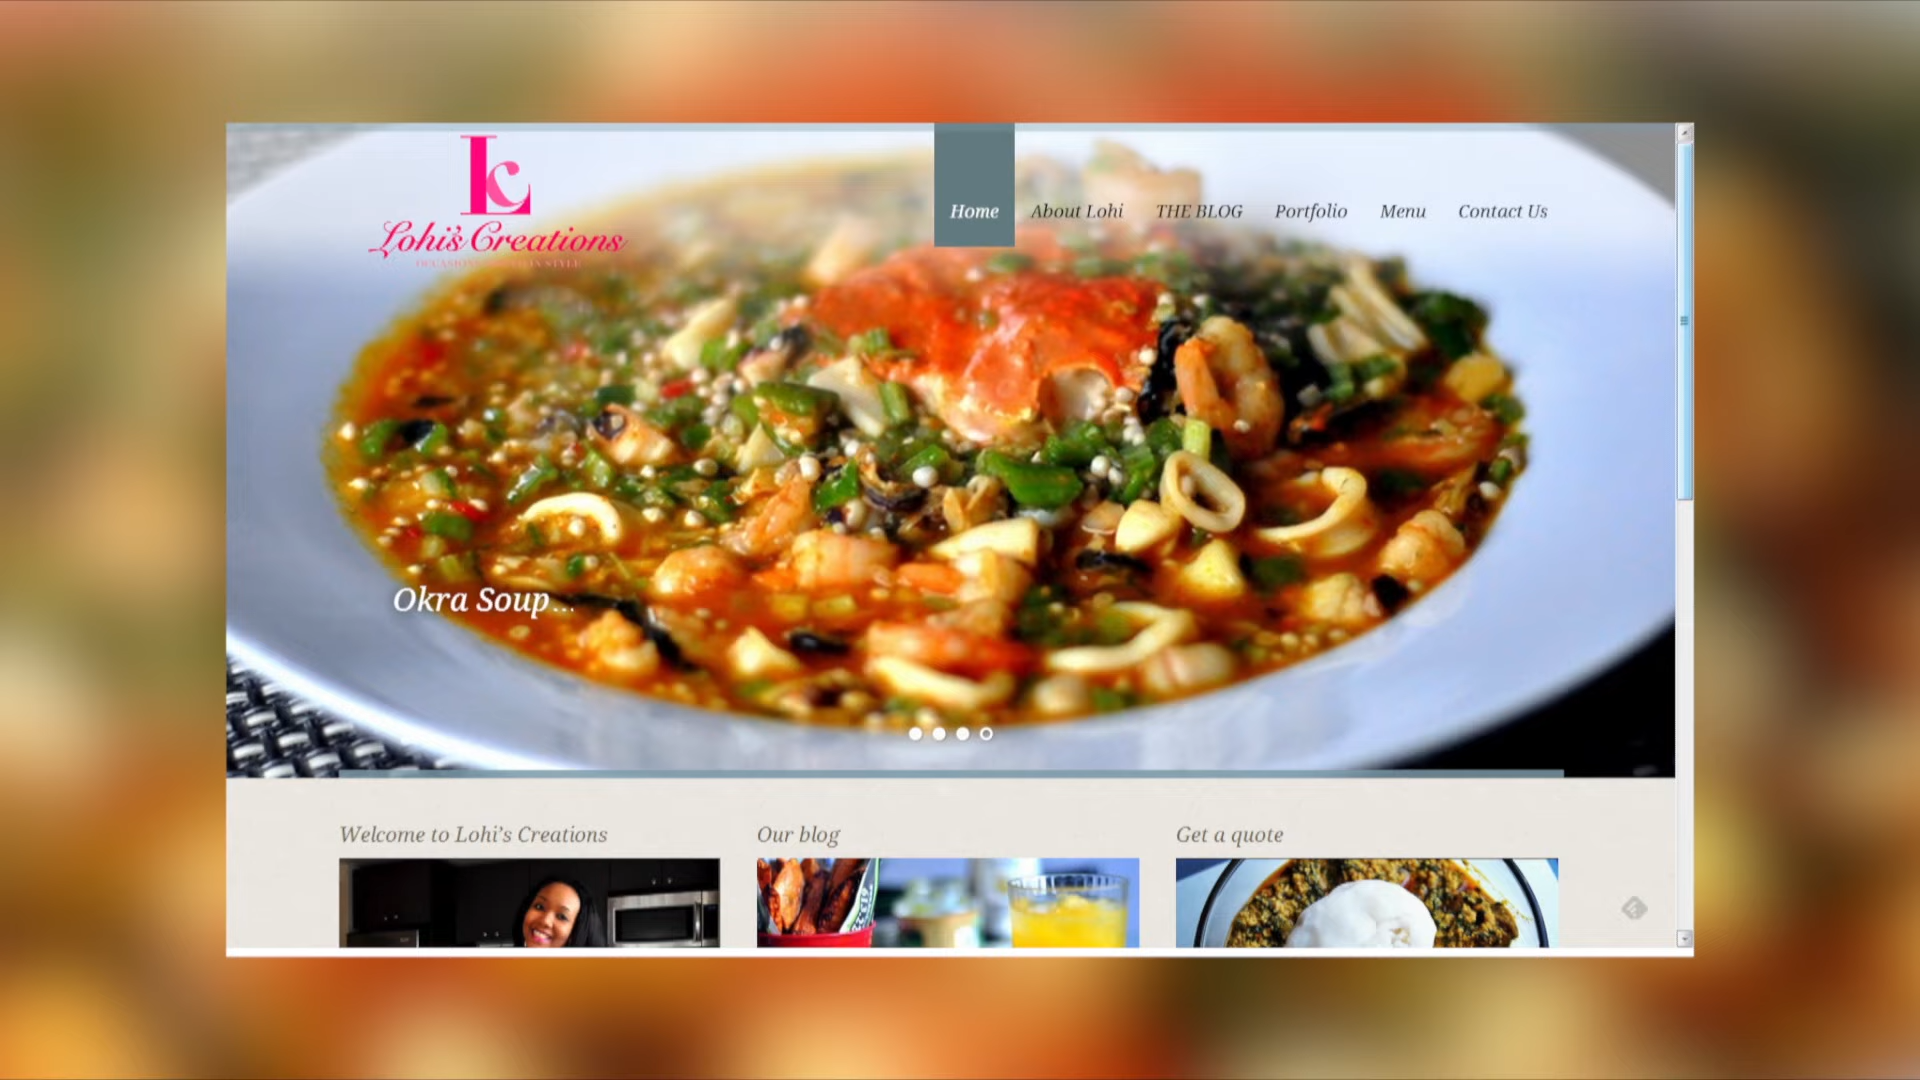 Lc
Lohi's Creations
Home About Lohi THE BLOG Portfolio Menu Contact Us
Okra Soup...
Welcome to Lohi's Creations Our blog Get a quote